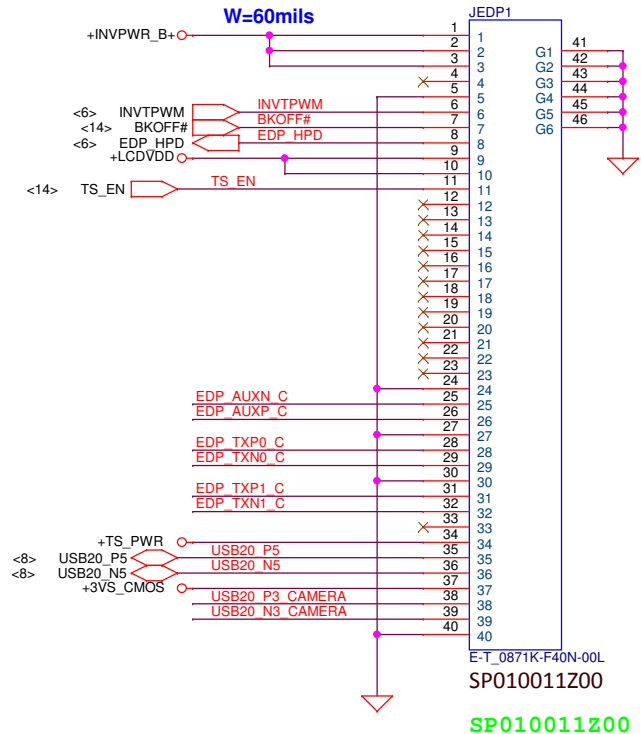 W=60mils
JEDP1
+INVPWR_B+
1 1
2 2
3 3
4 4
5 5
<6> INVTPWM INVTPWM 6 6
<14> BKOFF# BKOFF# 7 7
<6> EDP_HPD EDP_HPD 8 8
+LCDVDD 9 9
10 10
<14> TS_EN TS_EN 11 11
12 12
13 13
14 14
15 15
16 16
17 17
18 18
19 19
20 20
21 21
22 22
23 23
24 24
EDP_AUXN_C 25 25
EDP_AUXP_C 26 26
27 27
EDP_TXP0_C 28 28
EDP_TXN0_C 29 29
30 30
EDP_TXP1_C 31 31
EDP_TXN1_C 32 32
33 33
+TS_PWR 34 34
<8> USB20_P5 USB20_P5 35 35
<8> USB20_N5 USB20_N5 36 36
+3VS_CMOS 37 37
USB20_P3_CAMERA 38 38
USB20_N3_CAMERA 39 39
40 40
G1 41
G2 42
G3 43
G4 44
G5 45
G6 46
E-T_0871K-F40N-00L
SP010011Z00
SP010011Z00